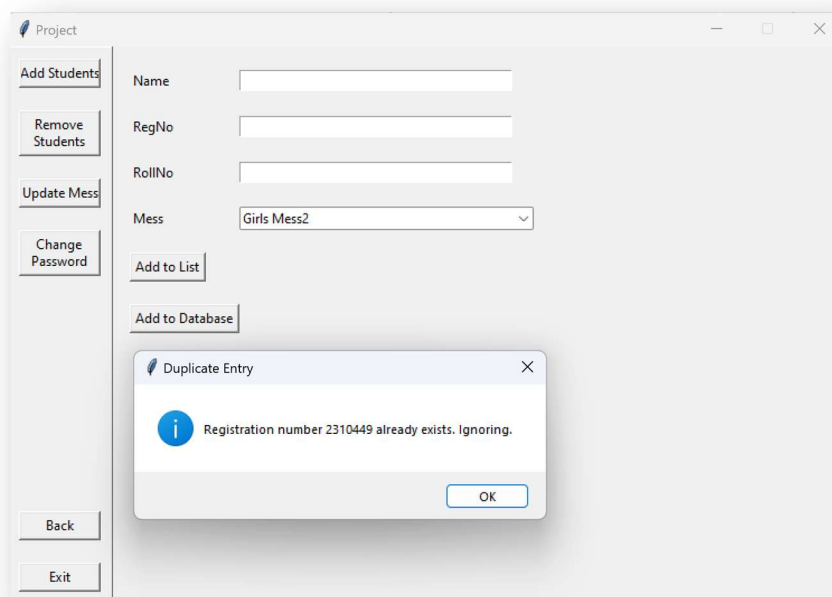 Project
Add Students
Remove
Students
Update Mess
Change
Password
Back
Exit
Name
RegNo
RollNo
Mess
Girls Mess2
Add to List
Add to Database
Duplicate Entry
Registration number 2310449 already exists. Ignoring.
OK